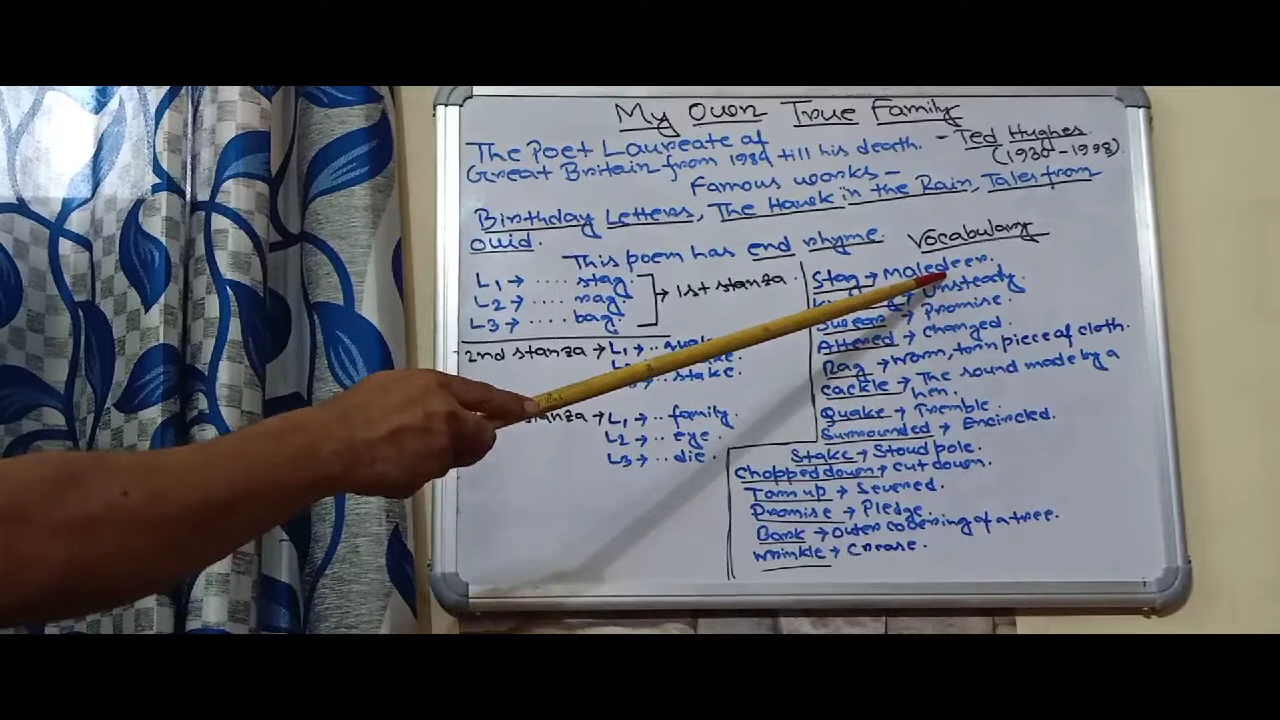 My Own True Family
The Poet Laureate of
Great Britain from 1984 till his death.
- Ted Hughes.
(1930-1998)
Famous works -
Birthday Letters, The Hawk in the Rain, Tales from
Ovid.
This poem has end rhyme.
L1 → .... stag.
L2 → .... rag.
L3 → .... bag.
→ 1st stanza.
2nd stanza → L1 → ..
→ .. stake.
stanza → L1 → .. family.
L2 → .. eye.
L3 → .. die.
Vocabulary
Stag → Male deer.
→ Unsteady.
Swear → Promise.
Altered → changed.
Rag → Worn, torn piece of cloth.
Cackle → The sound made by a
hen.
Quake → Tremble.
Surrounded → Encircled.
Stake → Stoud pole.
Chopped down → cut down.
Torn up → Severed.
Promise → Pledge.
Bark → Outer covering of a tree.
Wrinkle → Crease.